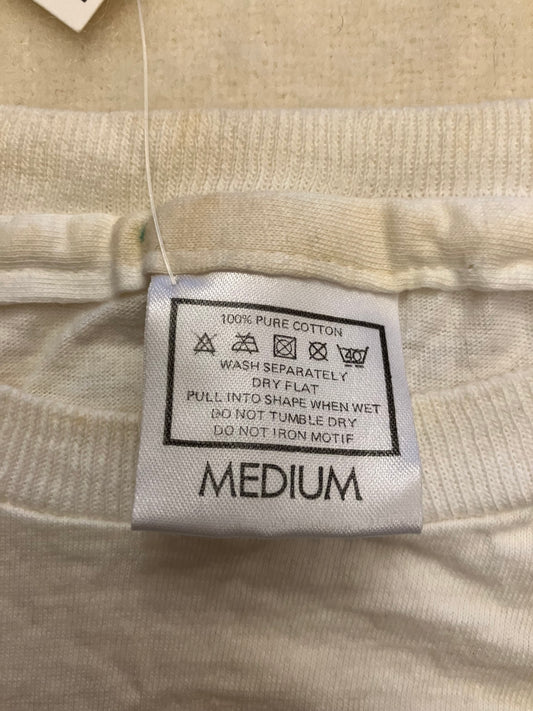 100% PURE COTTON
40
WASH SEPARATELY
DRY FLAT
PULL INTO SHAPE WHEN WET
DO NOT TUMBLE DRY
DO NOT IRON MOTIF
MEDIUM